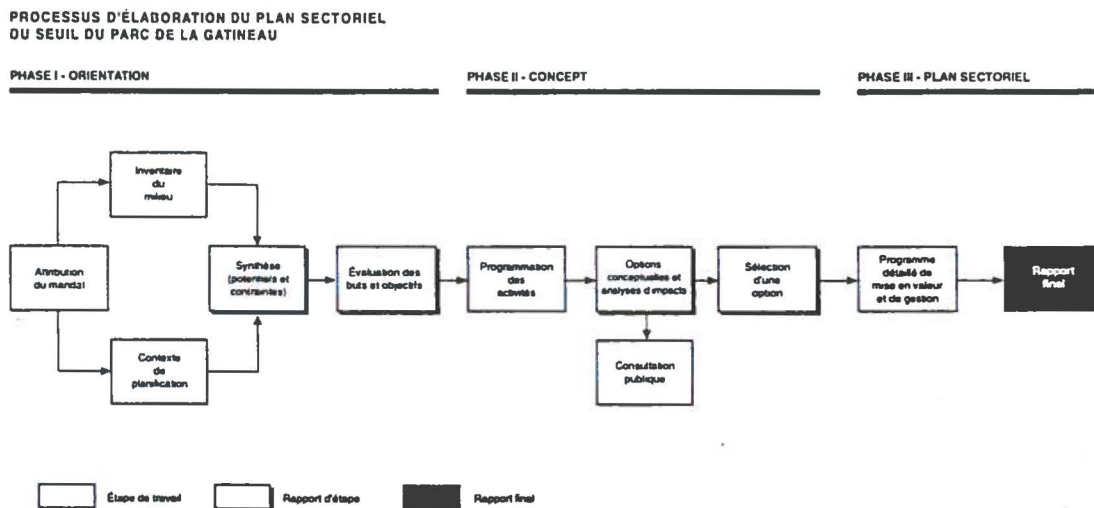 PROCESSUS D'ÉLABORATION DU PLAN SECTORIEL
DU SEUIL DU PARC DE LA GATINEAU
PHASE I - ORIENTATION
PHASE II - CONCEPT
PHASE III - PLAN SECTORIEL
Attribution
du mandat
Inventaire
du
milieu
Contexte
de
planification
Synthèse
(potentiels et
contraintes)
Évaluation des
buts et objectifs
Programmation
des
activités
Options
conceptuelles et
analyses d'impacts
Consultation
publique
Sélection
d'une
option
Programme
détaillé de
mise en valeur
et de gestion
Rapport
final
Étape de travail
Rapport d'étape
Rapport final